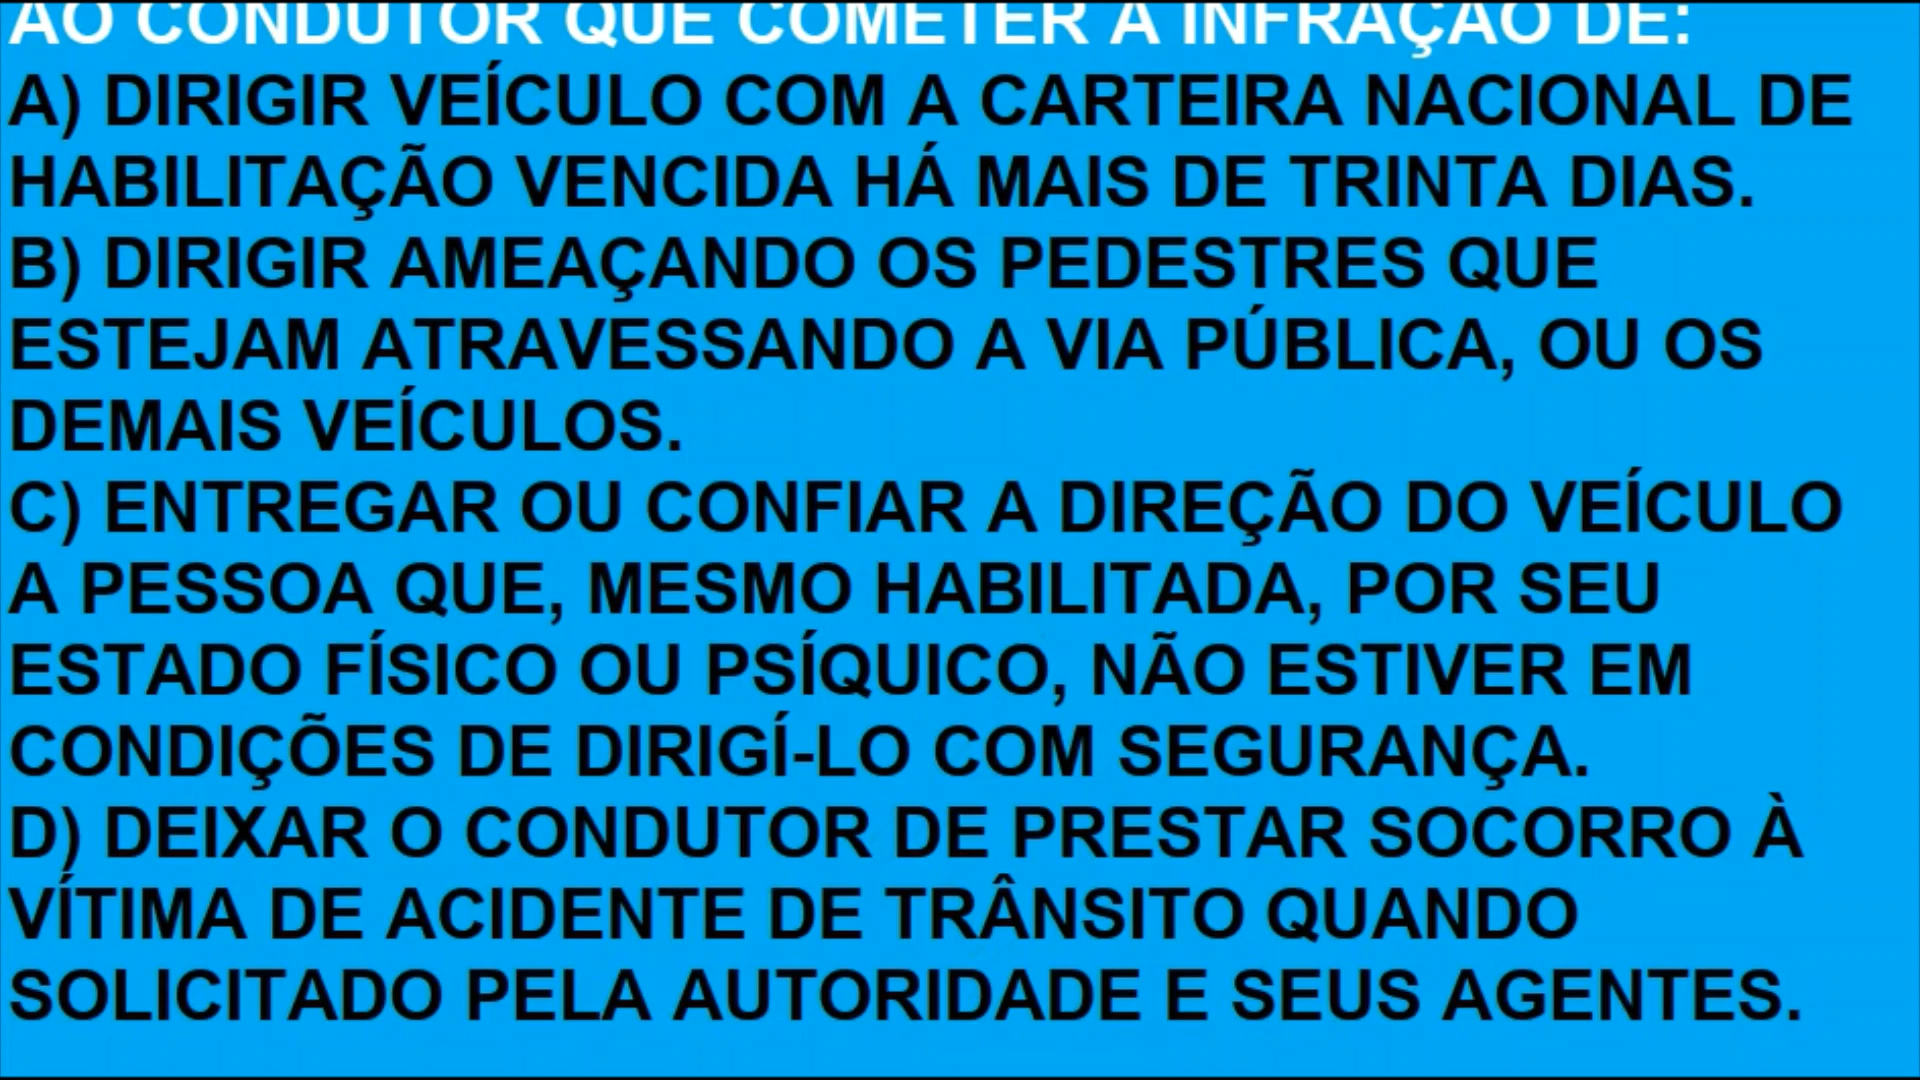 AO CONDUTOR QUE COMETER A INFRAÇÃO DE:
A) DIRIGIR VEÍCULO COM A CARTEIRA NACIONAL DE
HABILITAÇÃO VENCIDA HÁ MAIS DE TRINTA DIAS.
B) DIRIGIR AMEAÇANDO OS PEDESTRES QUE
ESTEJAM ATRAVESSANDO A VIA PÚBLICA, OU OS
DEMAIS VEÍCULOS.
C) ENTREGAR OU CONFIAR A DIREÇÃO DO VEÍCULO
A PESSOA QUE, MESMO HABILITADA, POR SEU
ESTADO FÍSICO OU PSÍQUICO, NÃO ESTIVER EM
CONDIÇÕES DE DIRIGÍ-LO COM SEGURANÇA.
D) DEIXAR O CONDUTOR DE PRESTAR SOCORRO À
VÍTIMA DE ACIDENTE DE TRÂNSITO QUANDO
SOLICITADO PELA AUTORIDADE E SEUS AGENTES.